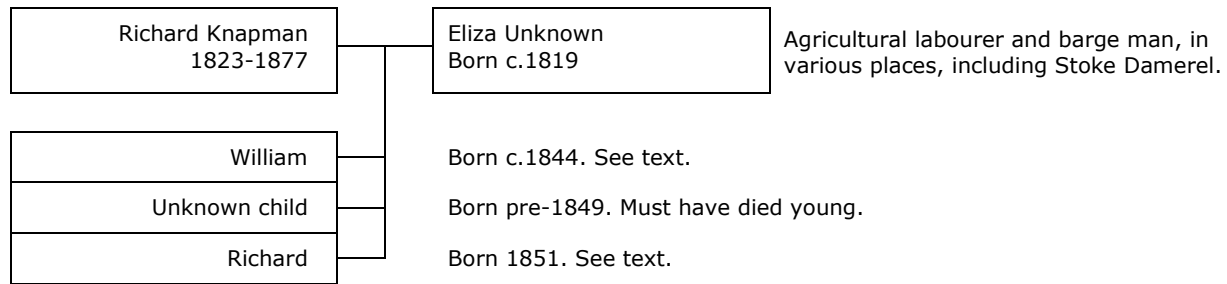 Richard Knapman
1823-1877
Eliza Unknown
Born c.1819
Agricultural labourer and barge man, in
various places, including Stoke Damerel.
William
Born c.1844. See text.
Unknown child
Born pre-1849. Must have died young.
Richard
Born 1851. See text.